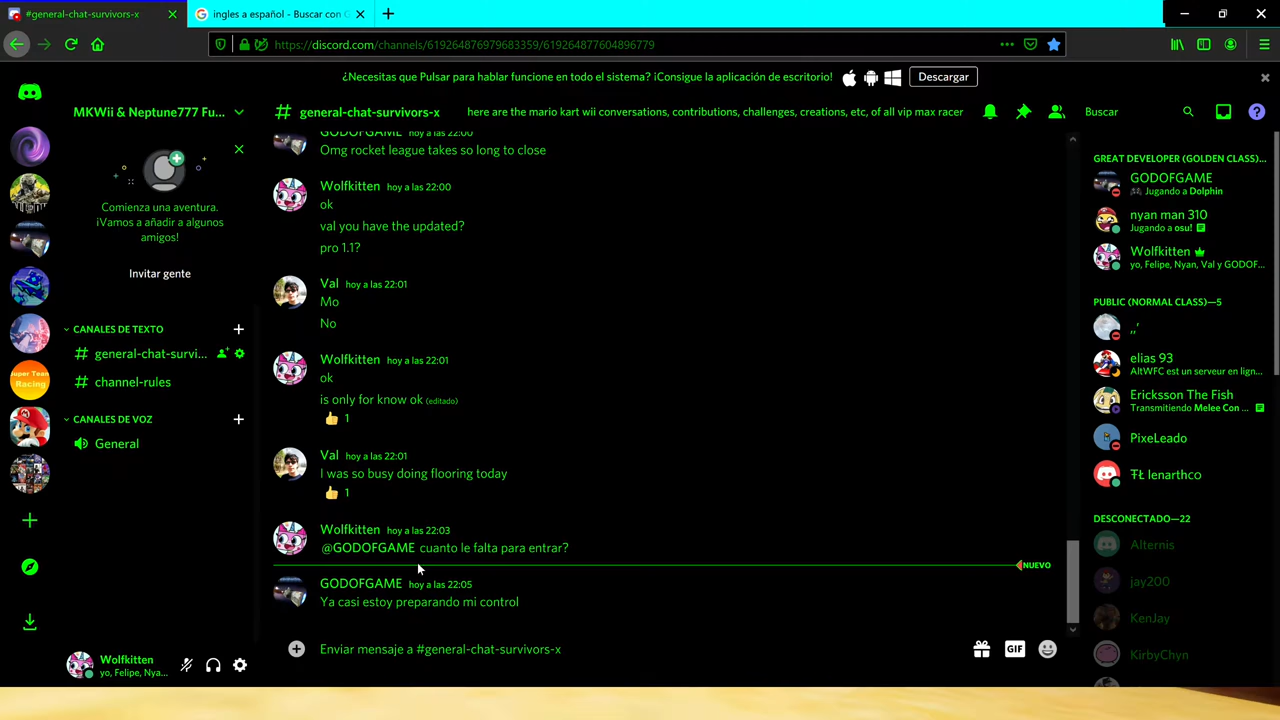 #general-chat-survivors-x
ingles a español - Buscar con G
https://discord.com/channels/619264876979683359/619264877604896779
¿Necesitas que Pulsar para hablar funcione en todo el sistema? ¡Consigue la aplicación de escritorio!
Descargar
MKWii & Neptune777 Fu...
general-chat-survivors-x
here are the mario kart wii conversations, contributions, challenges, creations, etc, of all vip max racer
Buscar
Comienza una aventura.
¡Vamos a añadir a algunos
amigos!
Invitar gente
CANALES DE TEXTO
general-chat-survi...
channel-rules
CANALES DE VOZ
General
Super Team
Racing
GODOFGAME hoy a las 22:00
Omg rocket league takes so long to close
Wolfkitten hoy a las 22:00
ok
val you have the updated?
pro 1.1?
Val hoy a las 22:01
Mo
No
Wolfkitten hoy a las 22:01
ok
is only for know ok (editado)
1
Val hoy a las 22:01
I was so busy doing flooring today
1
Wolfkitten hoy a las 22:03
@GODOFGAME cuanto le falta para entrar?
NUEVO
GODOFGAME hoy a las 22:05
Ya casi estoy preparando mi control
Enviar mensaje a #general-chat-survivors-x
GIF
Wolfkitten
yo, Felipe, Nya...
GREAT DEVELOPER (GOLDEN CLASS)...
GODOFGAME
Jugando a Dolphin
nyan man 310
Jugando a osu!
Wolfkitten
yo, Felipe, Nyan, Val y GODOF...
PUBLIC (NORMAL CLASS)—5
,,'
elias 93
AltWFC est un serveur en lign...
Ericksson The Fish
Transmitiendo Melee Con ...
PixeLeado
ŦŁ lenarthco
DESCONECTADO—22
Alternis
jay200
KenJay
KirbyChyn